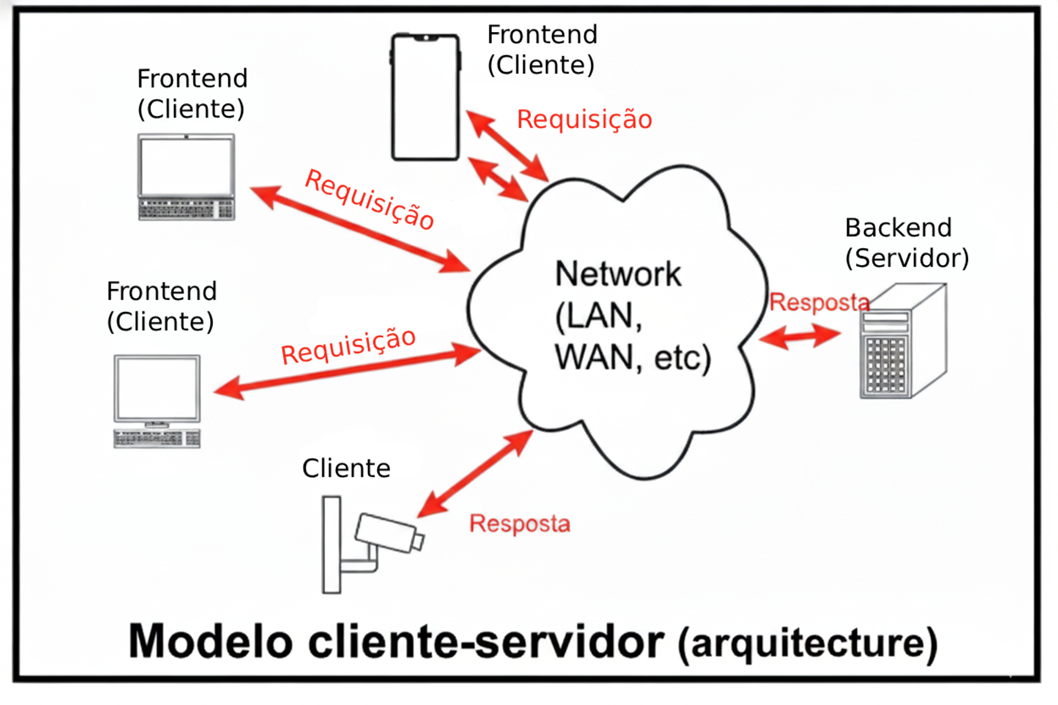 Frontend
(Cliente)
Frontend
(Cliente)
Requisição
Requisição
Backend
(Servidor)
Network
(LAN,
WAN, etc)
Resposta
Frontend
(Cliente)
Requisição
Cliente
Resposta
Modelo cliente-servidor (arquitecture)